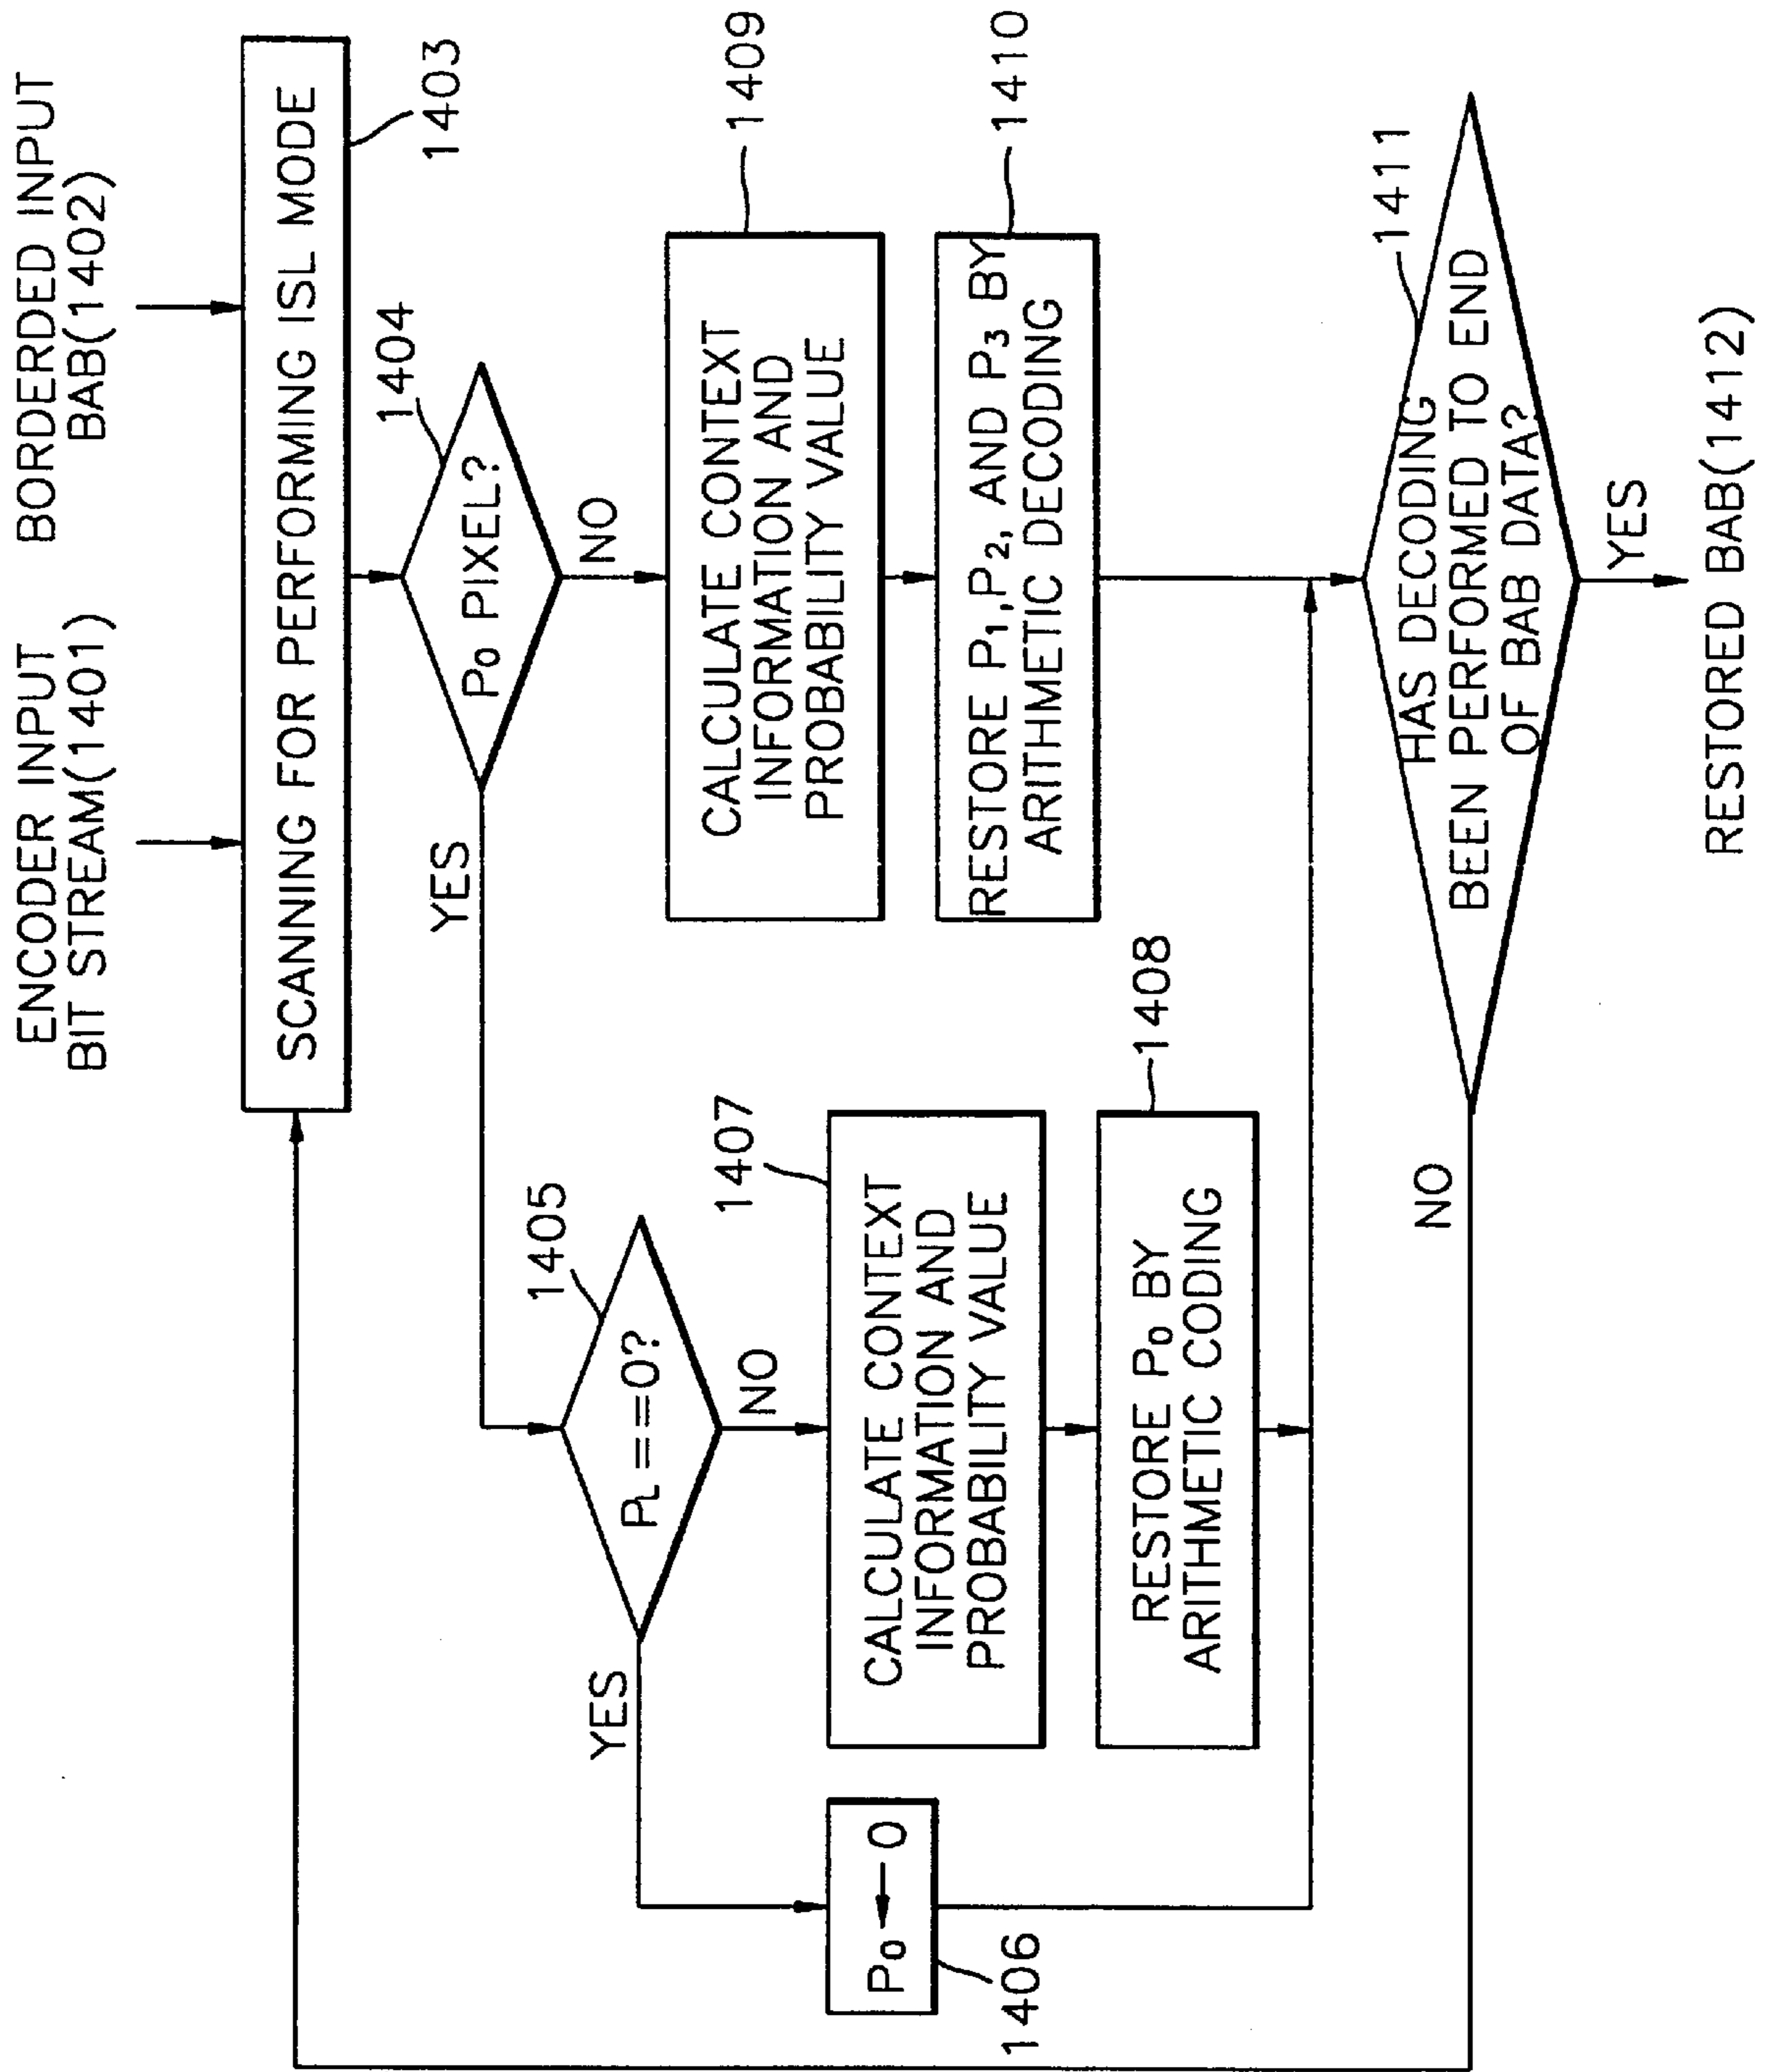 ENCODER INPUT
BIT STREAM(1401)
BORDERDED INPUT
BAB(1402)
SCANNING FOR PERFORMING ISL MODE
1403
1404
P₀ PIXEL?
YES
NO
1405
P_L==0?
YES
NO
1409
CALCULATE CONTEXT
INFORMATION AND
PROBABILITY VALUE
1407
CALCULATE CONTEXT
INFORMATION AND
PROBABILITY VALUE
P₀ ← 0
1406
1410
RESTORE P₁,P₂, AND P₃ BY
ARITHMETIC DECODING
1408
RESTORE P₀ BY
ARITHMETIC CODING
1411
HAS DECODING
BEEN PERFORMED TO END
OF BAB DATA?
NO
YES
RESTORED BAB(1412)